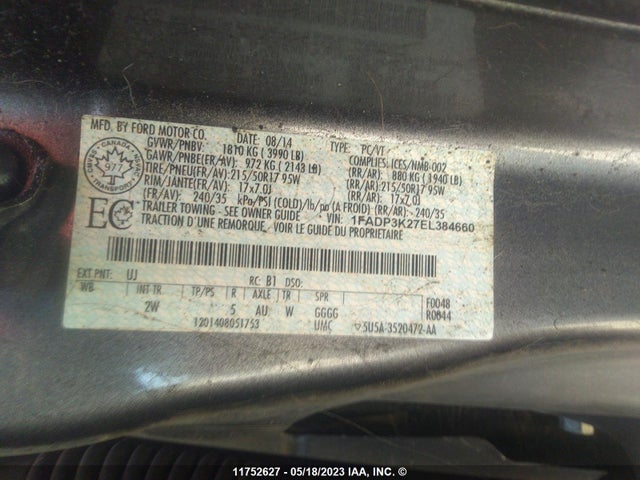 MFD. BY FORD MOTOR CO.
DATE: 08/14
TYPE: PC/VT
GVWR/PNBV: 1810 KG ( 3990 LB)
COMPLIES: ICES/NMB-002
GAWR/PNBE(FR/AV): 972 KG ( 2143 LB)
(RR/AR): 880 KG ( 1940 LB)
TIRE/PNEU(FR/AV): 215/50R17 95W
(RR/AR): 215/50R17 95W
RIM/JANTE(FR/AV): 17x7.0J
(RR/AR): 17x7.0J
(FR/AV): 240/35 kPa/PSI (COLD)/lb/po (A FROID) (RR/AR): 240/35
TRAILER TOWING - SEE OWNER GUIDE
VIN: 1FADP3K27EL384660
TRACTION D'UNE REMORQUE. VOIR LE GUIDE
DU PROPRIETAIRE
CANADA
TRANSPORT
EC
EXT PNT: UJ RC: B1 DSO:
WB INT TR TP/PS R AXLE TR SPR
2W 5 AU W GGGG
F0048
R0044
1201408051753 UMC ▽5U5A-3520472-AA
11752627 - 05/18/2023 IAA, Inc. ©